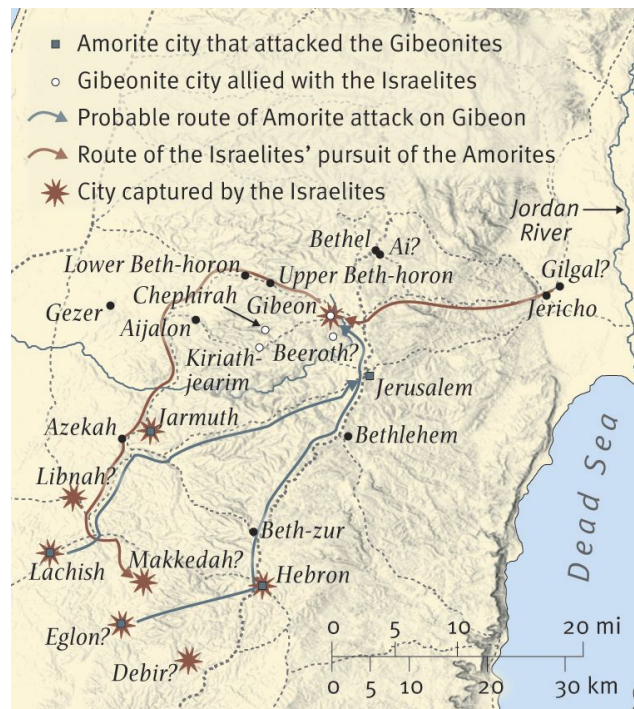 Amorite city that attacked the Gibeonites
Gibeonite city allied with the Israelites
Probable route of Amorite attack on Gibeon
Route of the Israelites' pursuit of the Amorites
City captured by the Israelites
Jordan
River
Bethel
Ai?
Lower Beth-horon
Upper Beth-horon
Gilgal?
Chephirah
Gibeon
Jericho
Gezer
Aijalon
Kiriath-
jearim
Beeroth?
Jerusalem
Azekah
Jarmuth
Bethlehem
Libnah?
Dead Sea
Beth-zur
Lachish
Makkedah?
Hebron
Eglon?
Debir?
0 5 10 20 mi
0 5 10 20 30 km